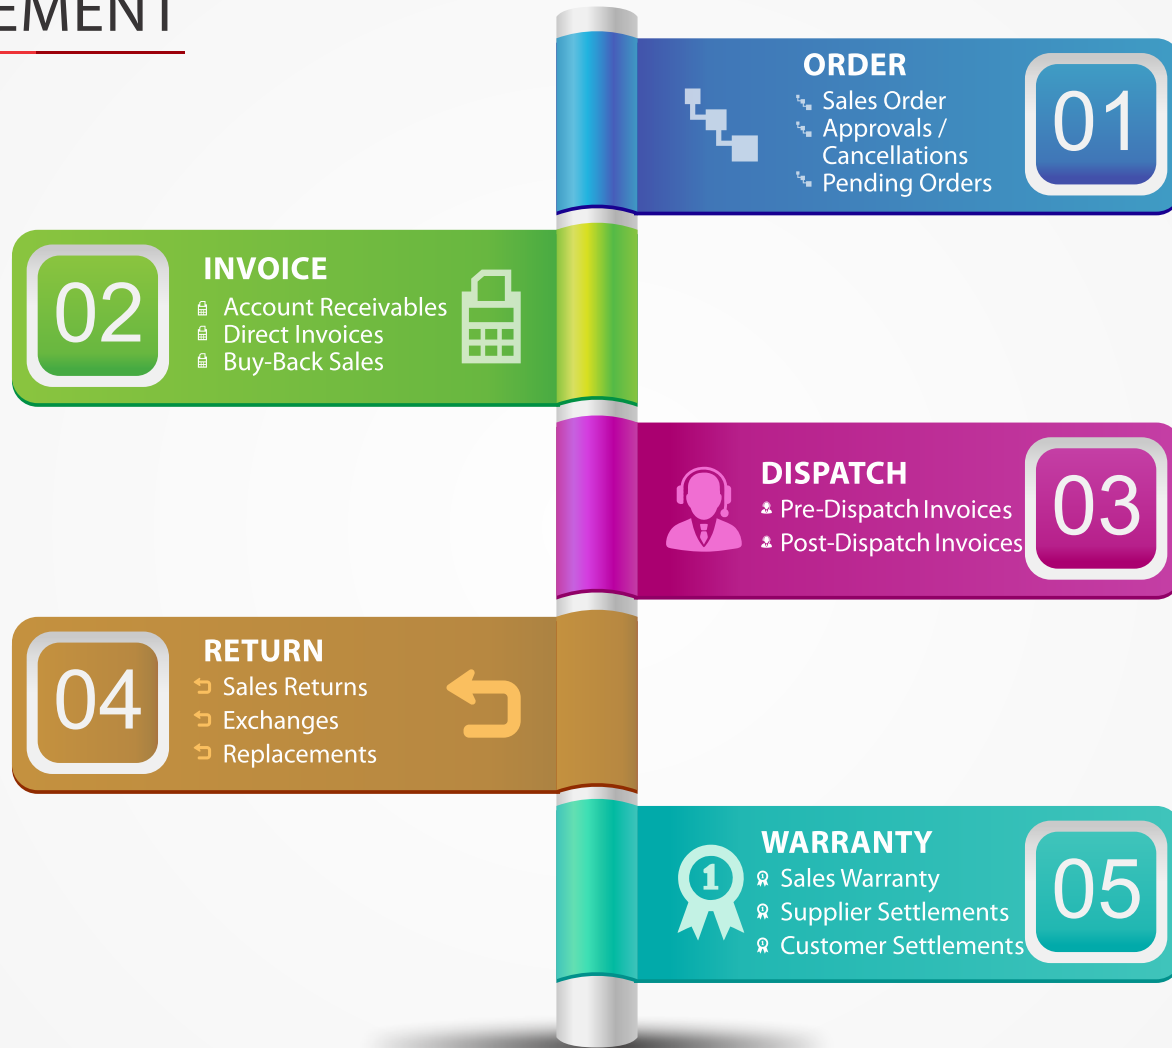 EMENT
ORDER
Sales Order
Approvals /
Cancellations
Pending Orders
01
02
INVOICE
Account Receivables
Direct Invoices
Buy-Back Sales
DISPATCH
Pre-Dispatch Invoices
Post-Dispatch Invoices
03
04
RETURN
Sales Returns
Exchanges
Replacements
1
WARRANTY
Sales Warranty
Supplier Settlements
Customer Settlements
05